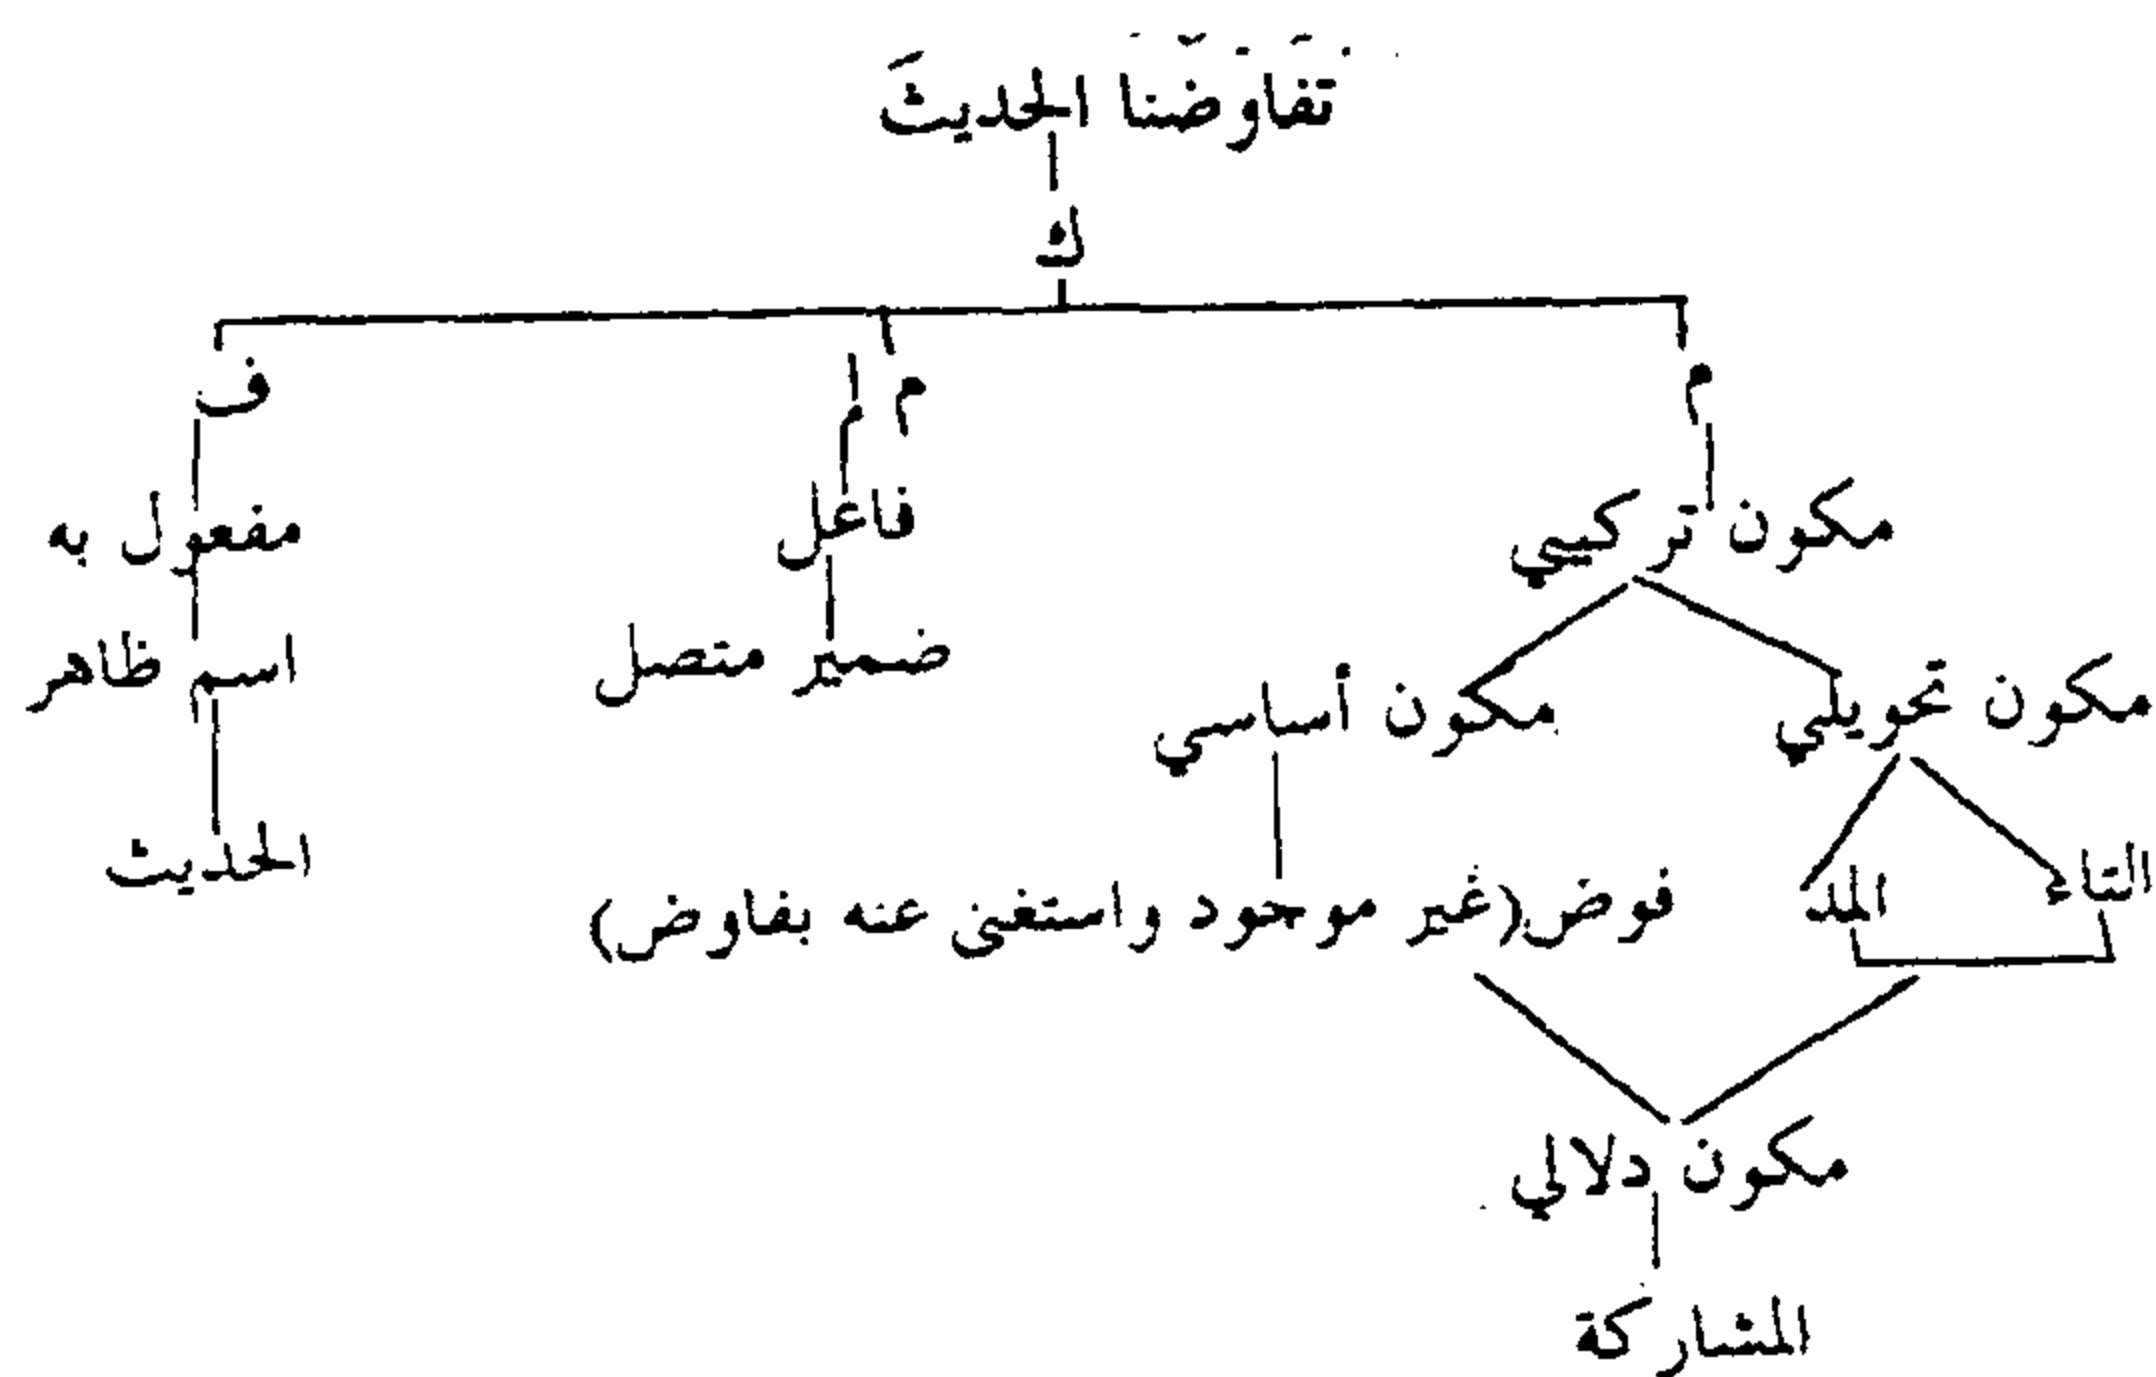 تَفَاوَضْنَا الحديثَ
ك
م
م إ
ف
مكون تركيبي
فاعل
مفعول به
مكون تحويلي
مكون أساسي
ضمير متصل
اسم ظاهر
التاء
المد
فوض(غير موجود واستغنى عنه بفاوض)
الحديث
مكون دلالي
المشاركة